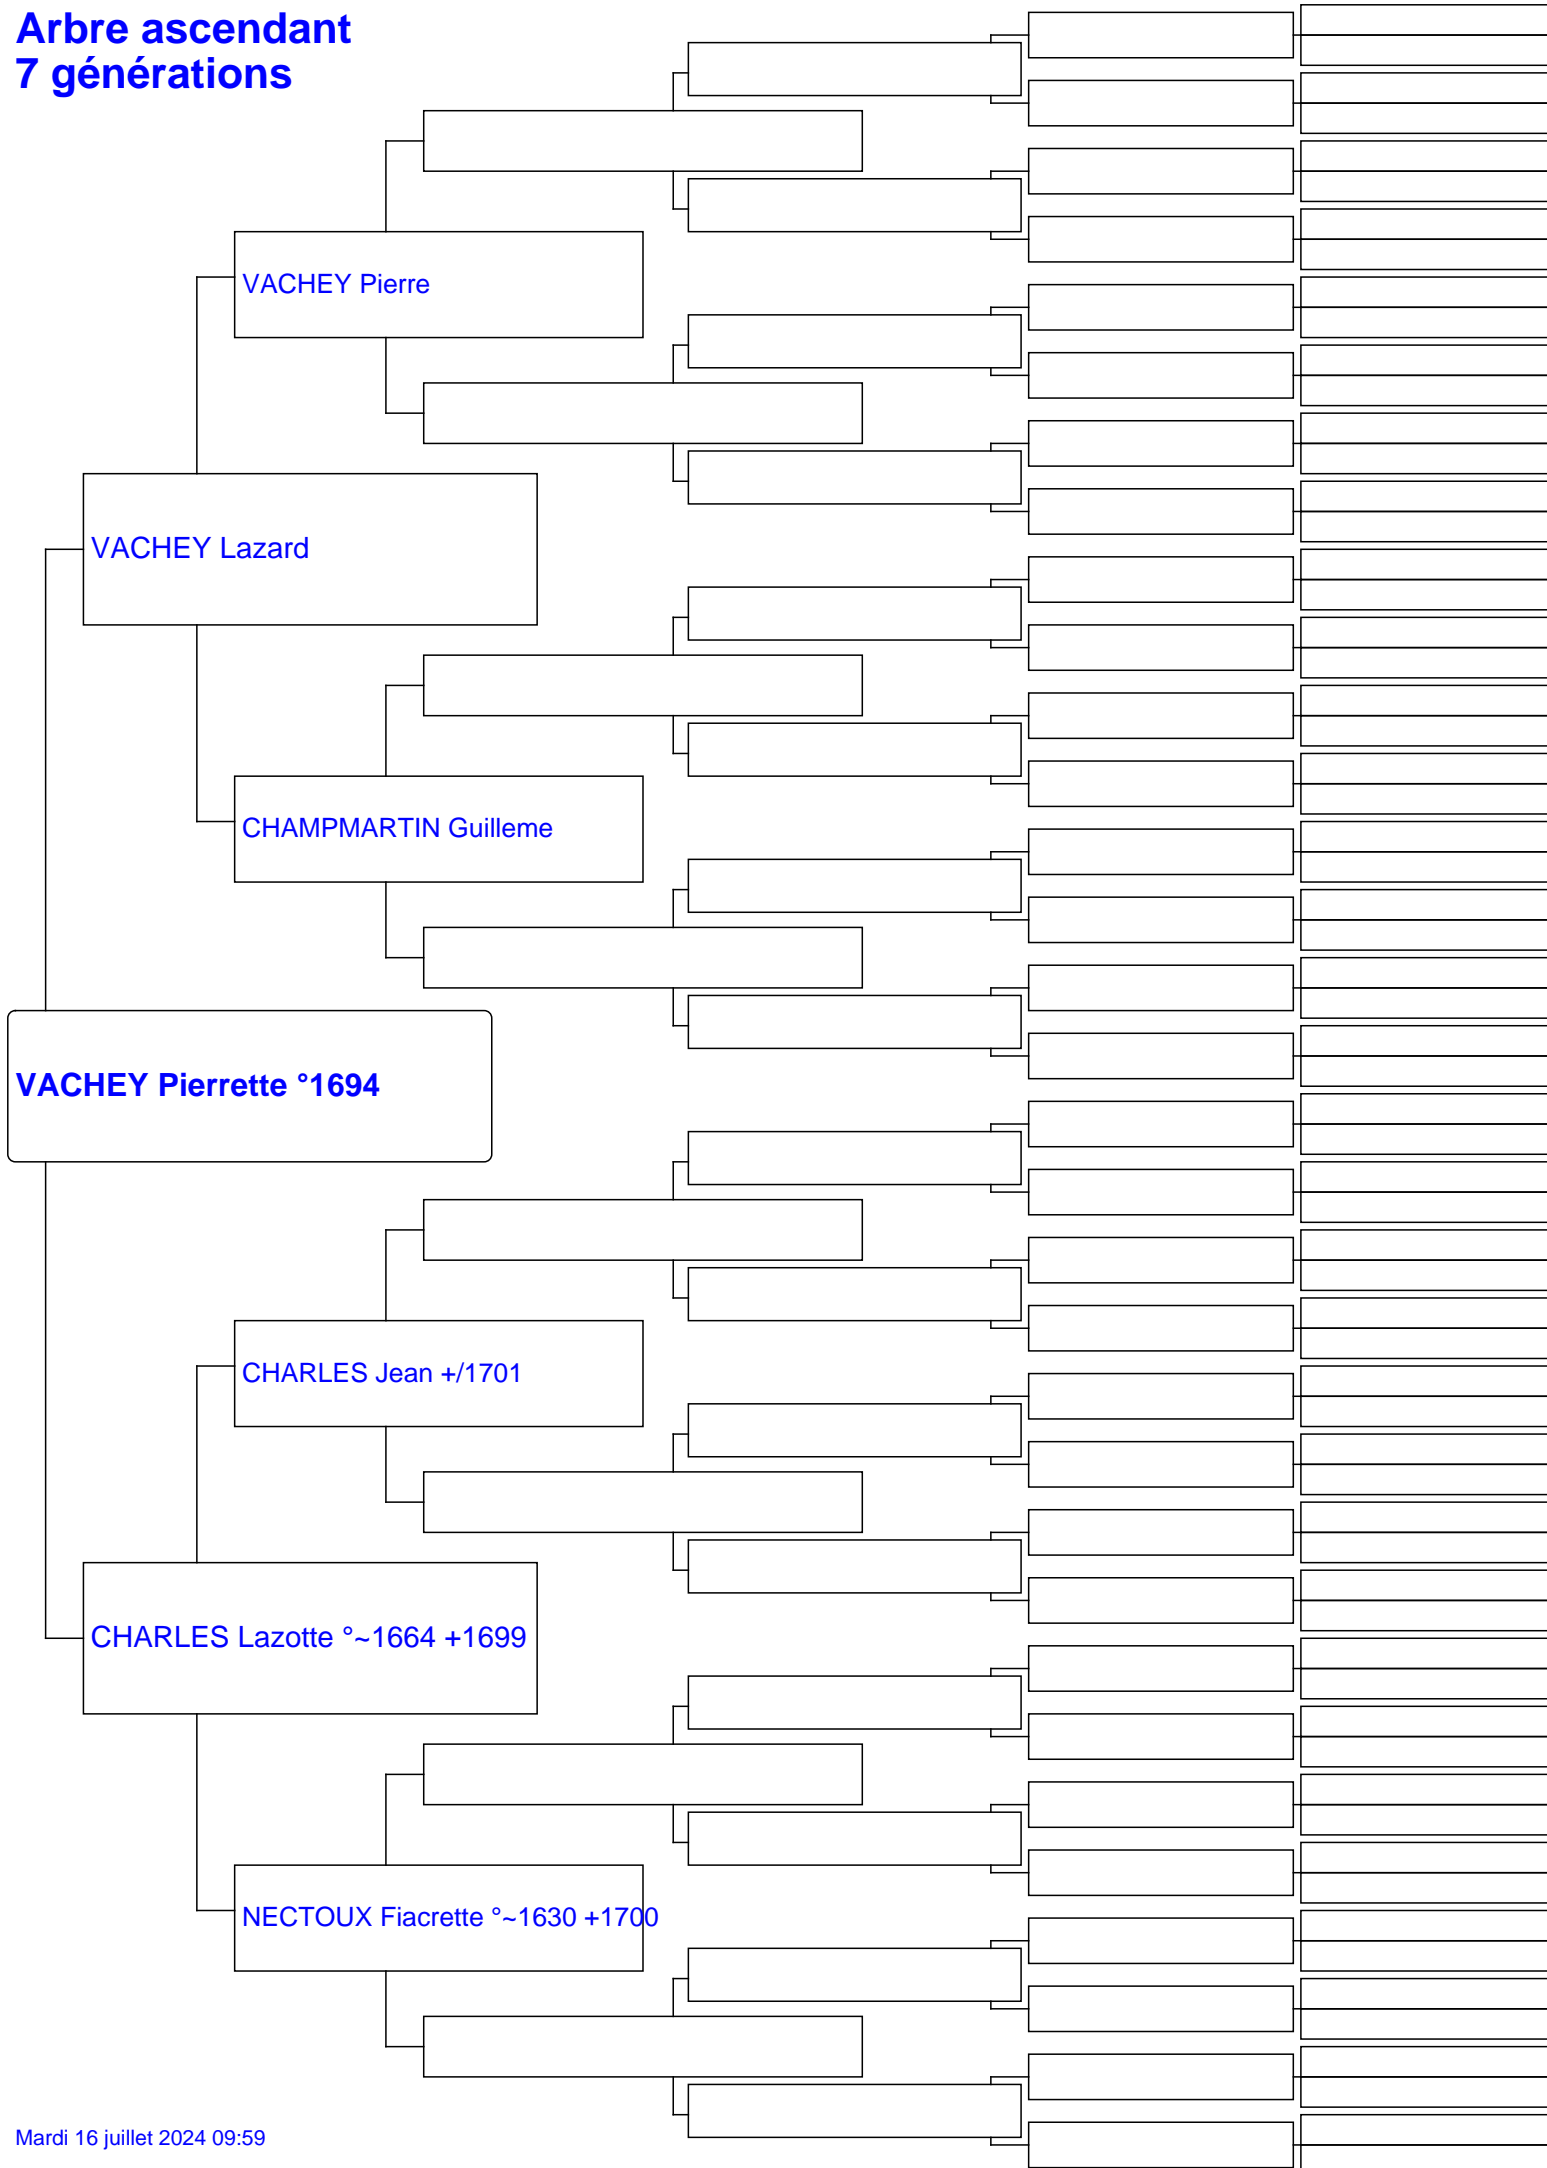 Arbre ascendant
7 générations
VACHEY Pierre
VACHEY Lazard
CHAMPMARTIN Guilleme
VACHEY Pierrette °1694
CHARLES Jean +/1701
CHARLES Lazotte °~1664 +1699
NECTOUX Fiacrette °~1630 +1700
Mardi 16 juillet 2024 09:59